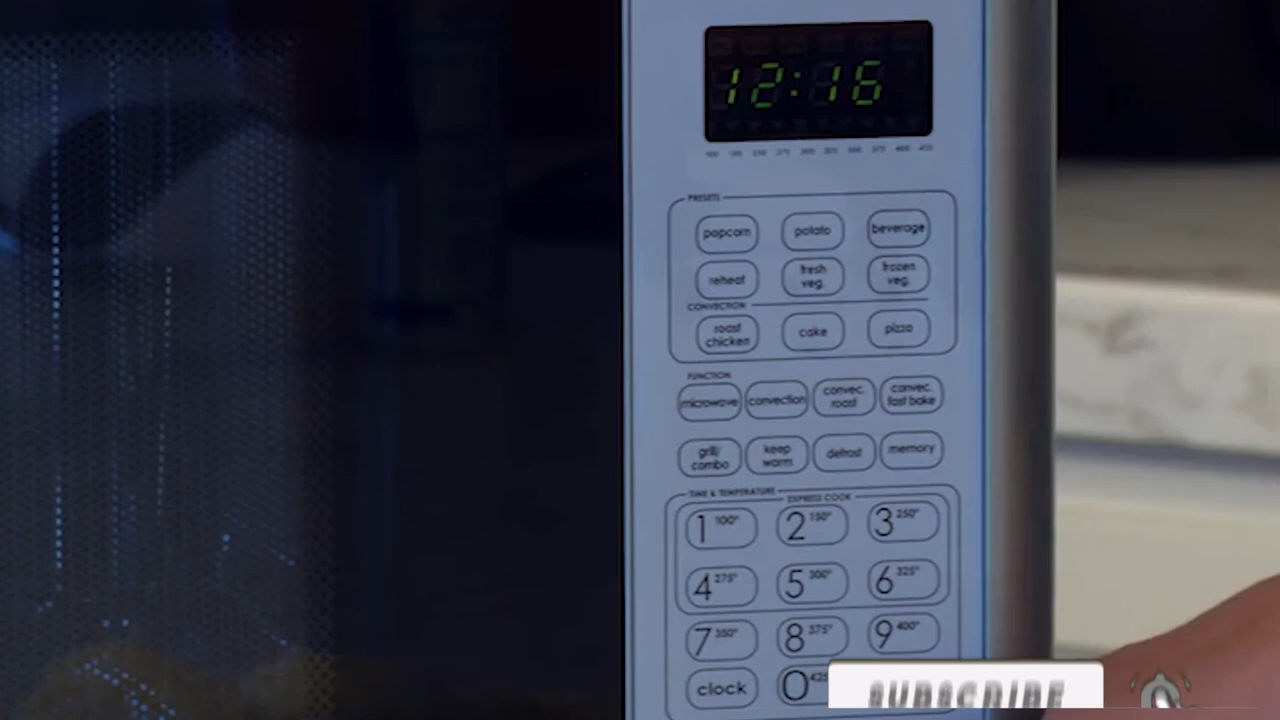 12:16
PRESETS
popcorn potato beverage
reheat fresh veg. frozen veg.
CONVECTION
roast chicken cake pizza
FUNCTION
microwave convection convec. roast convec. fast bake
grill/ combo keep warm defrost memory
TIME & TEMPERATURE EXPRESS COOK
1 100° 2 150° 3 250°
4 275° 5 300° 6 325°
7 350° 8 375° 9 400°
clock 0 425
SUBSCRIBE